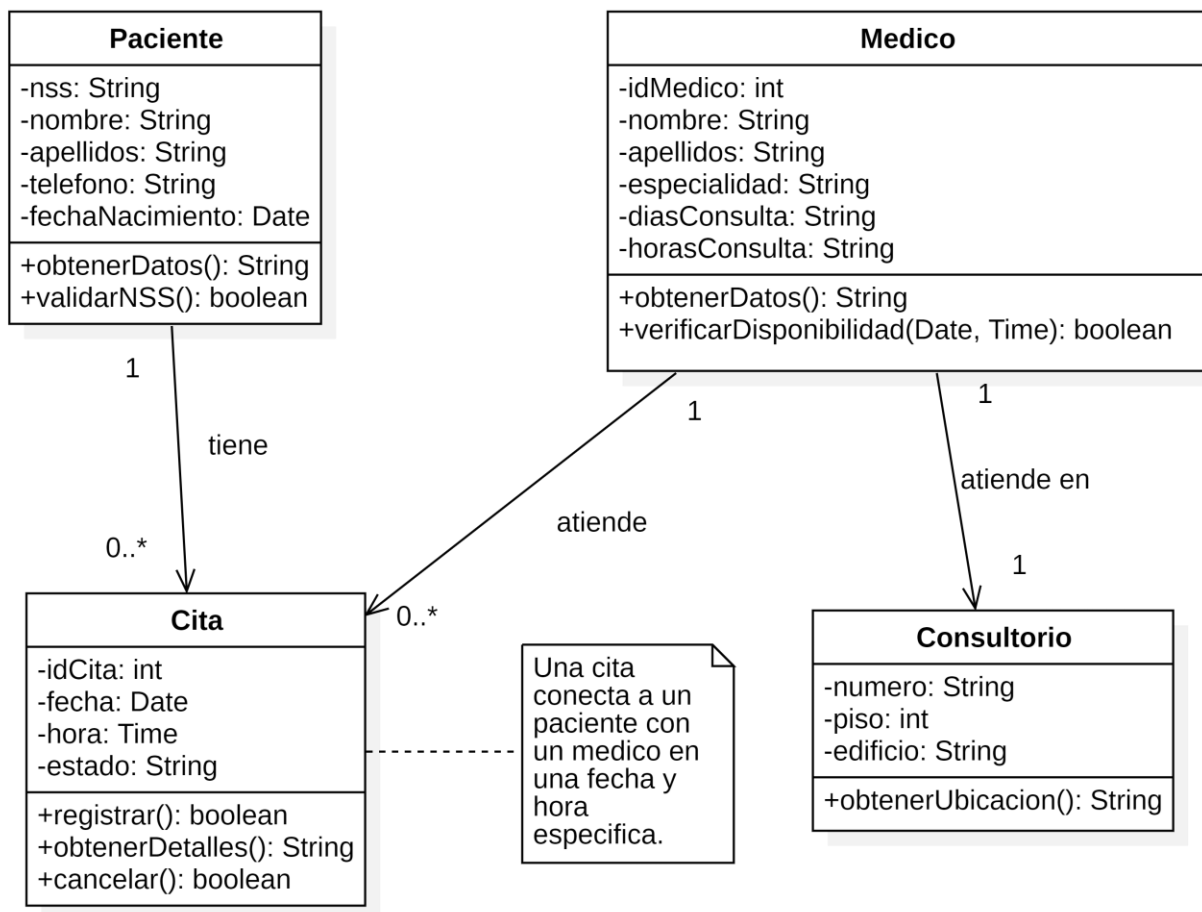 Paciente
-nss: String
-nombre: String
-apellidos: String
-telefono: String
-fechaNacimiento: Date
+obtenerDatos(): String
+validarNSS(): boolean
Medico
-idMedico: int
-nombre: String
-apellidos: String
-especialidad: String
-diasConsulta: String
-horasConsulta: String
+obtenerDatos(): String
+verificarDisponibilidad(Date, Time): boolean
1
tiene
0..*
1
atiende
0..*
1
atiende en
1
Cita
-idCita: int
-fecha: Date
-hora: Time
-estado: String
+registrar(): boolean
+obtenerDetalles(): String
+cancelar(): boolean
Una cita
conecta a un
paciente con
un medico en
una fecha y
hora
especifica.
Consultorio
-numero: String
-piso: int
-edificio: String
+obtenerUbicacion(): String